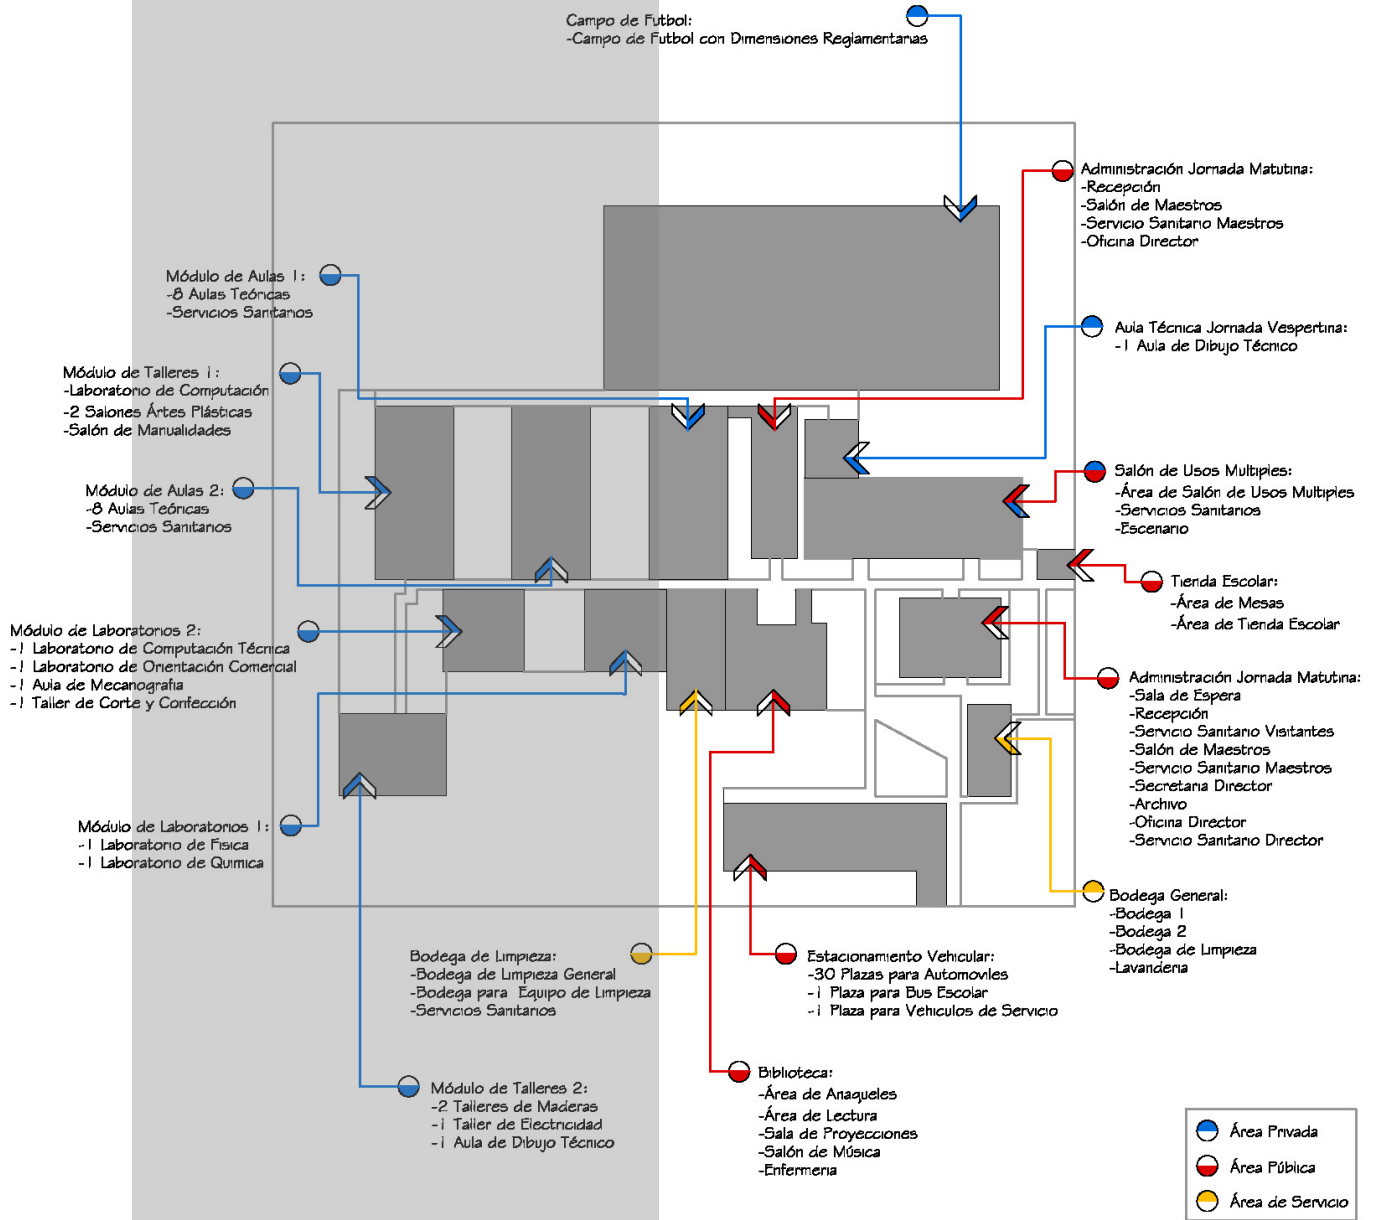 Campo de Futbol:
-Campo de Futbol con Dimensiones Reglamentarias
Administración Jornada Matutina:
-Recepción
-Salón de Maestros
-Servicio Sanitario Maestros
-Oficina Director
Módulo de Aulas 1:
-8 Aulas Teóricas
-Servicios Sanitarios
Aula Técnica Jornada Vespertina:
-1 Aula de Dibujo Técnico
Módulo de Talleres 1:
-Laboratorio de Computación
-2 Salones Ártes Plásticas
-Salón de Manualidades
Salón de Usos Multiples:
-Área de Salón de Usos Multiples
-Servicios Sanitarios
-Escenario
Módulo de Aulas 2:
-8 Aulas Teóricas
-Servicios Sanitarios
Tienda Escolar:
-Área de Mesas
-Área de Tienda Escolar
Módulo de Laboratorios 2:
-1 Laboratorio de Computación Técnica
-1 Laboratorio de Orientación Comercial
-1 Aula de Mecanografia
-1 Taller de Corte y Confección
Administración Jornada Matutina:
-Sala de Espera
-Recepción
-Servicio Sanitario Visitantes
-Salón de Maestros
-Servicio Sanitario Maestros
-Secretaria Director
-Archivo
-Oficina Director
-Servicio Sanitario Director
Módulo de Laboratorios 1:
-1 Laboratorio de Fisica
-1 Laboratorio de Quimica
Bodega General:
-Bodega 1
-Bodega 2
-Bodega de Limpieza
-Lavanderia
Bodega de Limpieza:
-Bodega de Limpieza General
-Bodega para Equipo de Limpieza
-Servicios Sanitarios
Estacionamiento Vehicular:
-30 Plazas para Automoviles
-1 Plaza para Bus Escolar
-1 Plaza para Vehiculos de Servicio
Módulo de Talleres 2:
-2 Talleres de Maderas
-1 Taller de Electricidad
-1 Aula de Dibujo Técnico
Biblioteca:
-Área de Anaqueles
-Área de Lectura
-Sala de Proyecciones
-Salón de Música
-Enfermeria
Área Privada
Área Pública
Área de Servicio